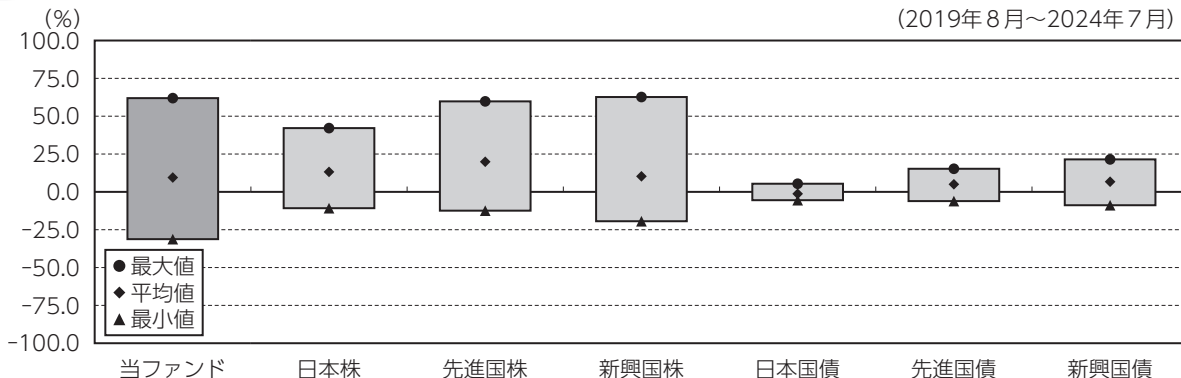 (%)
(2019年8月～2024年7月)
100.0
75.0
50.0
25.0
0.0
-25.0
-50.0
-75.0
-100.0
●最大値
◆平均値
▲最小値
当ファンド 日本株 先進国株 新興国株 日本国債 先進国債 新興国債